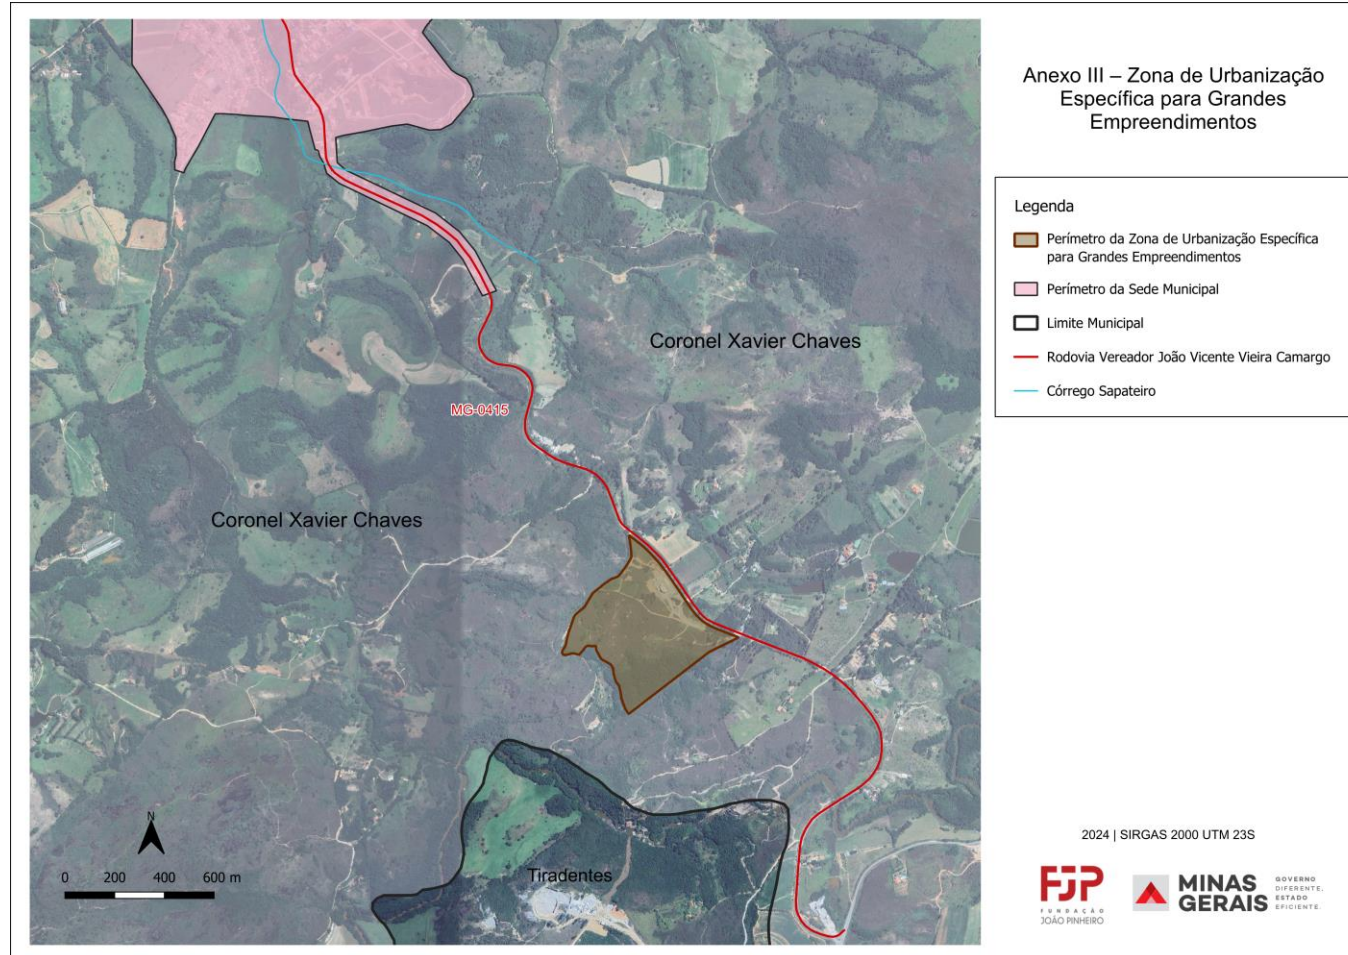 Anexo III – Zona de Urbanização
Específica para Grandes
Empreendimentos
Legenda
Perímetro da Zona de Urbanização Específica
para Grandes Empreendimentos
Perímetro da Sede Municipal
Limite Municipal
Rodovia Vereador João Vicente Vieira Camargo
Córrego Sapateiro
Coronel Xavier Chaves
MG-0415
Coronel Xavier Chaves
Tiradentes
N
0 200 400 600 m
2024 | SIRGAS 2000 UTM 23S
FJP
FUNDAÇÃO
JOÃO PINHEIRO
MINAS
GERAIS
GOVERNO
DIFERENTE.
ESTADO
EFICIENTE.